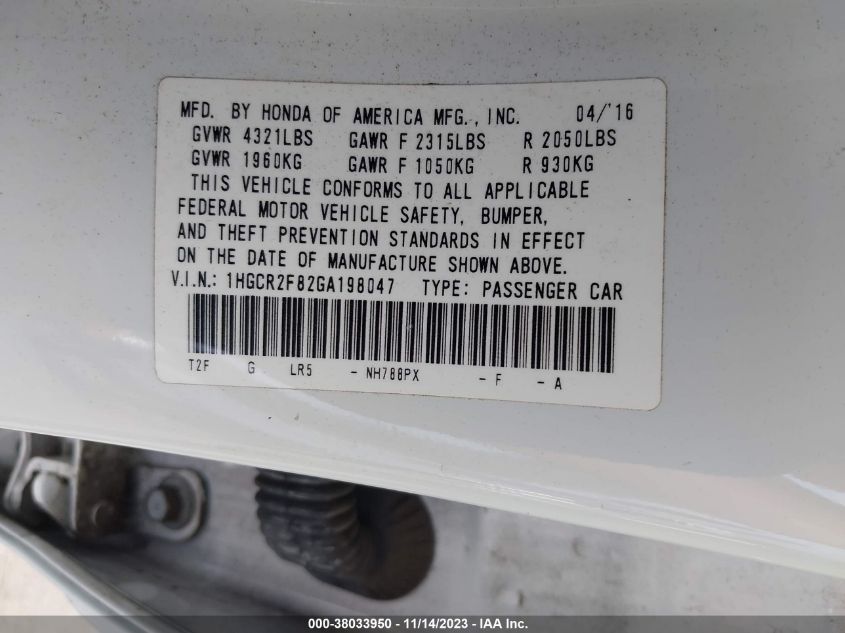 MFD. BY HONDA OF AMERICA MFG., INC. 04/'16
GVWR 4321LBS GAWR F 2315LBS R 2050LBS
GVWR 1960KG GAWR F 1050KG R 930KG
THIS VEHICLE CONFORMS TO ALL APPLICABLE
FEDERAL MOTOR VEHICLE SAFETY, BUMPER,
AND THEFT PREVENTION STANDARDS IN EFFECT
ON THE DATE OF MANUFACTURE SHOWN ABOVE.
V.I.N.: 1HGCR2F82GA198047 TYPE: PASSENGER CAR
T2F G LR5 - NH788PX - F - A
000-38033950 - 11/14/2023 - IAA Inc.